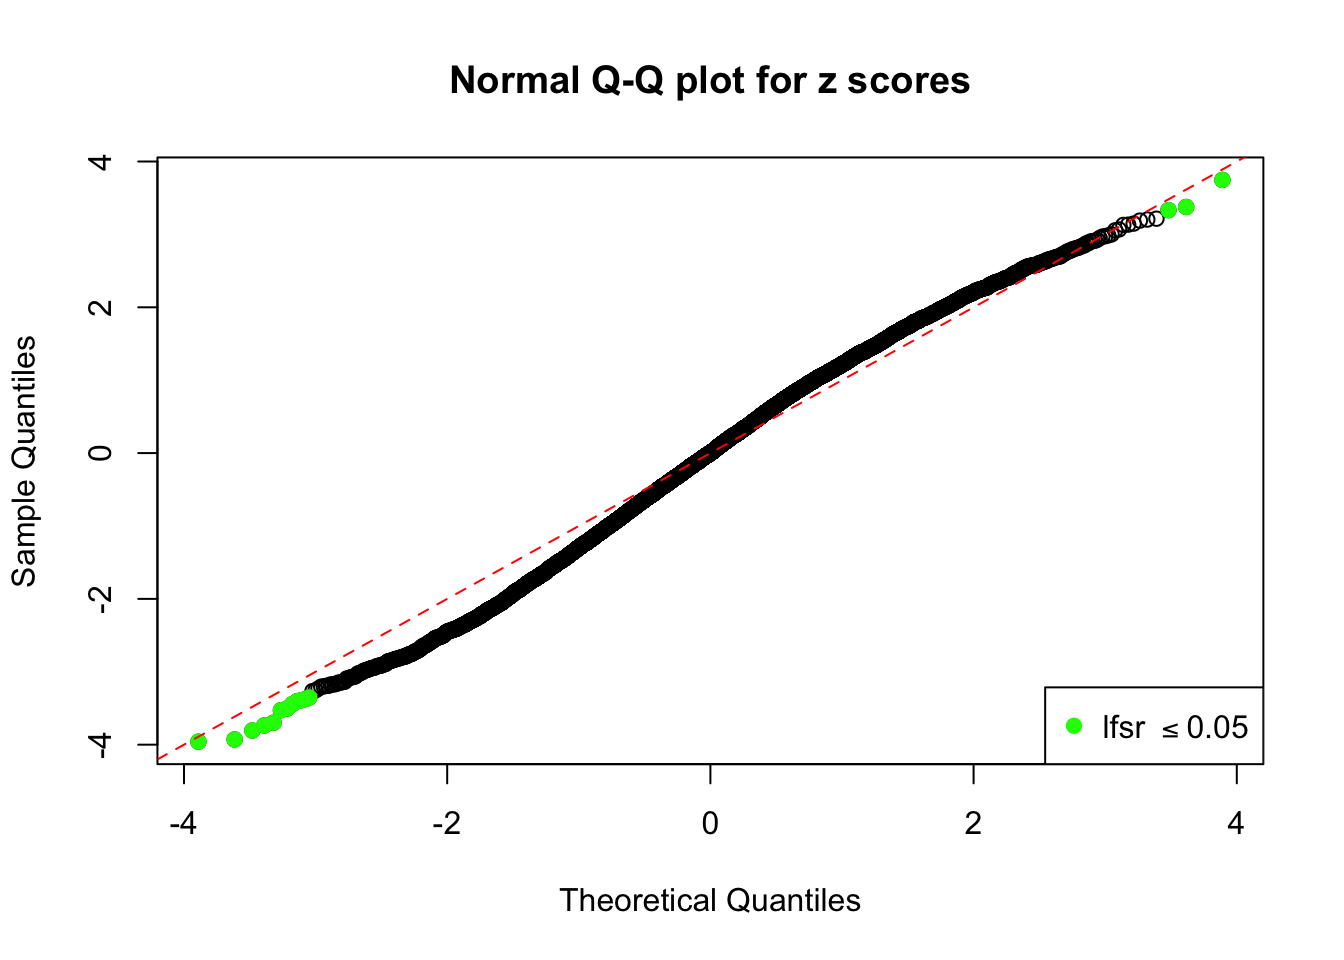 Normal Q-Q plot for z scores
Sample Quantiles
4
2
0
-2
-4
lfsr ≤ 0.05
-4 -2 0 2 4
Theoretical Quantiles